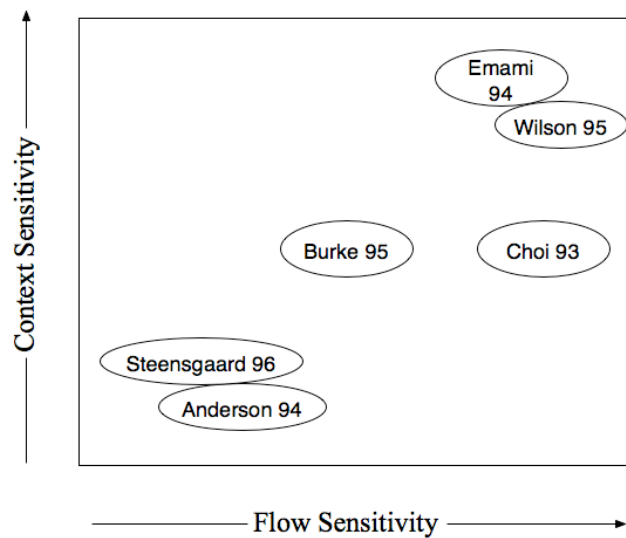 Emami
94
Wilson 95
Burke 95
Choi 93
Steensgaard 96
Anderson 94
Context Sensitivity
Flow Sensitivity